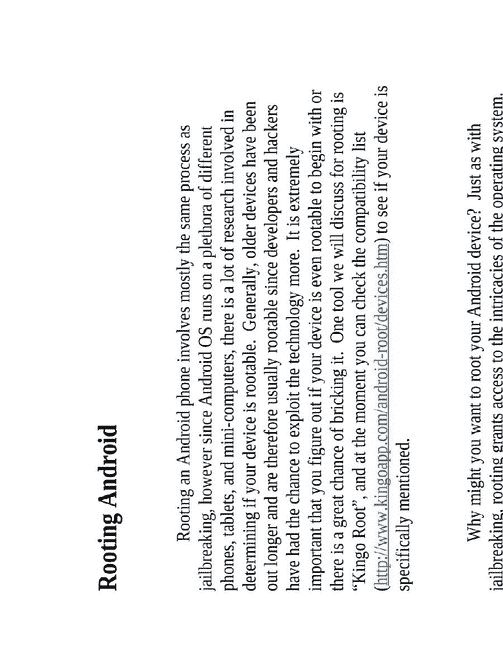 Rooting Android
Rooting an Android phone involves mostly the same process as
jailbreaking, however since Android OS runs on a plethora of different
phones, tablets, and mini-computers, there is a lot of research involved in
determining if your device is rootable.  Generally, older devices have been
out longer and are therefore usually rootable since developers and hackers
have had the chance to exploit the technology more.  It is extremely
important that you figure out if your device is even rootable to begin with or
there is a great chance of bricking it.  One tool we will discuss for rooting is
“Kingo Root”, and at the moment you can check the compatibility list
(http://www.kingoapp.com/android-root/devices.htm) to see if your device is
specifically mentioned.
Why might you want to root your Android device?  Just as with
jailbreaking, rooting grants access to the intricacies of the operating system.